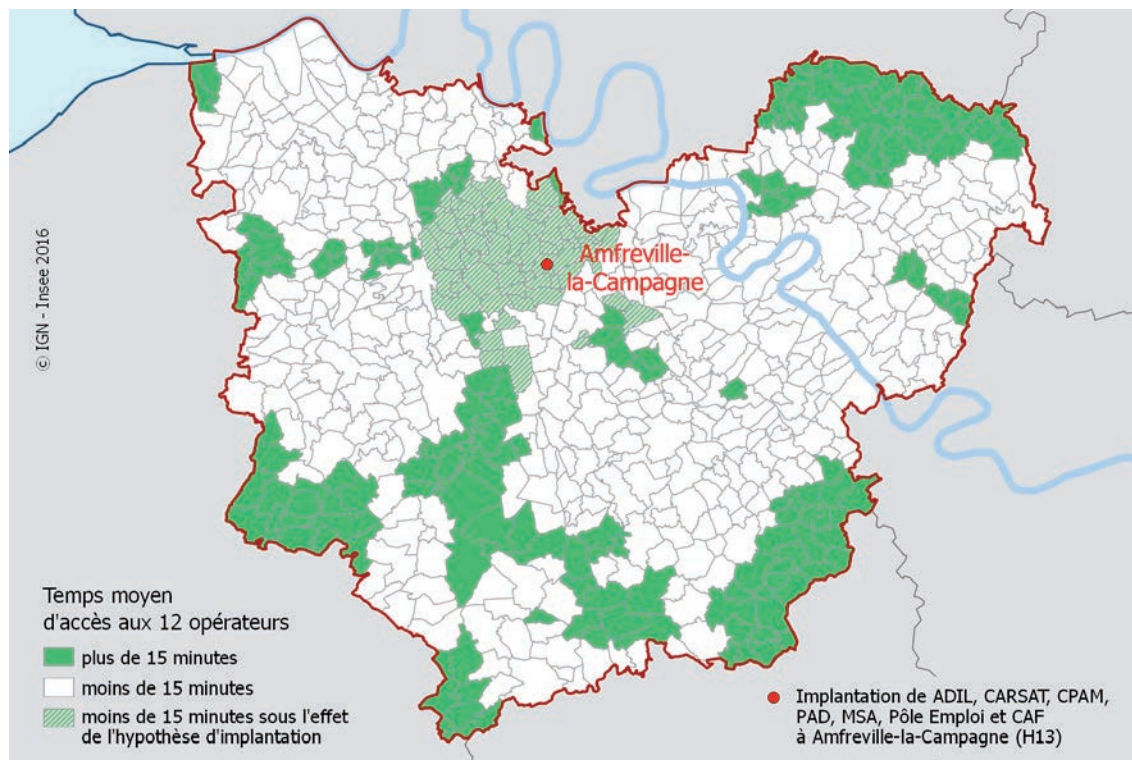 © IGN - Insee 2016
Amfreville-
la-Campagne
Temps moyen
d'accès aux 12 opérateurs
plus de 15 minutes
moins de 15 minutes
moins de 15 minutes sous l'effet
de l'hypothèse d'implantation
Implantation de ADIL, CARSAT, CPAM,
PAD, MSA, Pôle Emploi et CAF
à Amfreville-la-Campagne (H13)